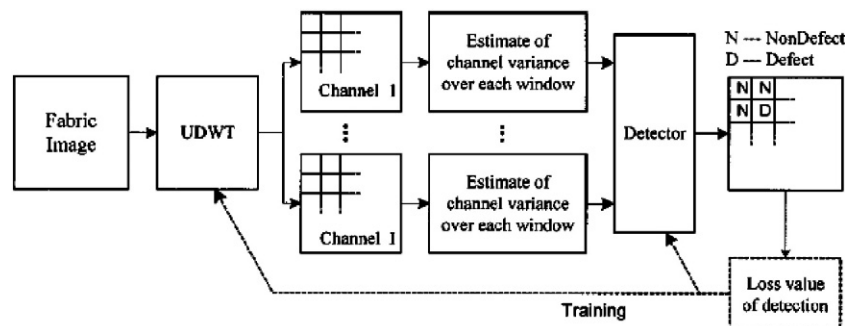 Fabric
Image
UDWT
Channel 1
Estimate of
channel variance
over each window
Channel I
Estimate of
channel variance
over each window
Detector
N --- NonDefect
D --- Defect
N N
N D
Loss value
of detection
Training